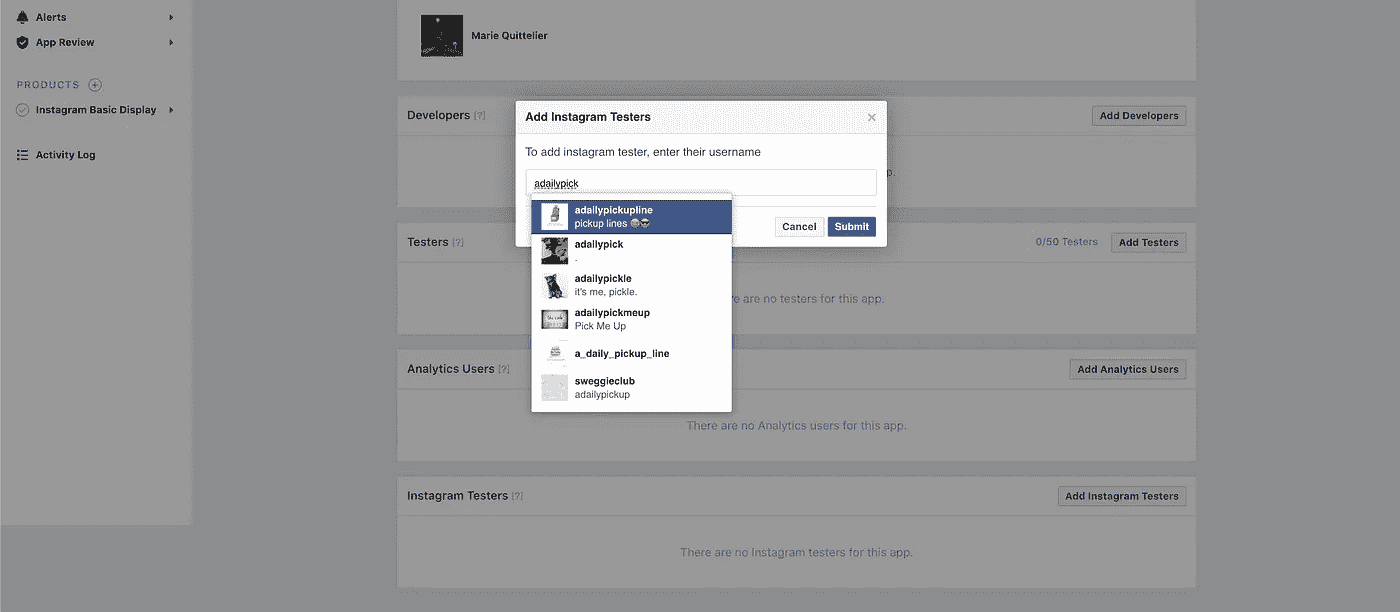 Alerts
App Review
PRODUCTS
Instagram Basic Display
Activity Log
Marie Quittelier
Developers [?]
Add Developers
p.
Add Instagram Testers
To add instagram tester, enter their username
adailypick
adailypickupline
pickup lines
adailypick
.
adailypickle
it's me, pickle.
adailypickmeup
Pick Me Up
a_daily_pickup_line
sweggieclub
adailypickup
Cancel
Submit
Testers [?]
0/50 Testers
Add Testers
re are no testers for this app.
Analytics Users [?]
Add Analytics Users
There are no Analytics users for this app.
Instagram Testers [?]
Add Instagram Testers
There are no Instagram testers for this app.